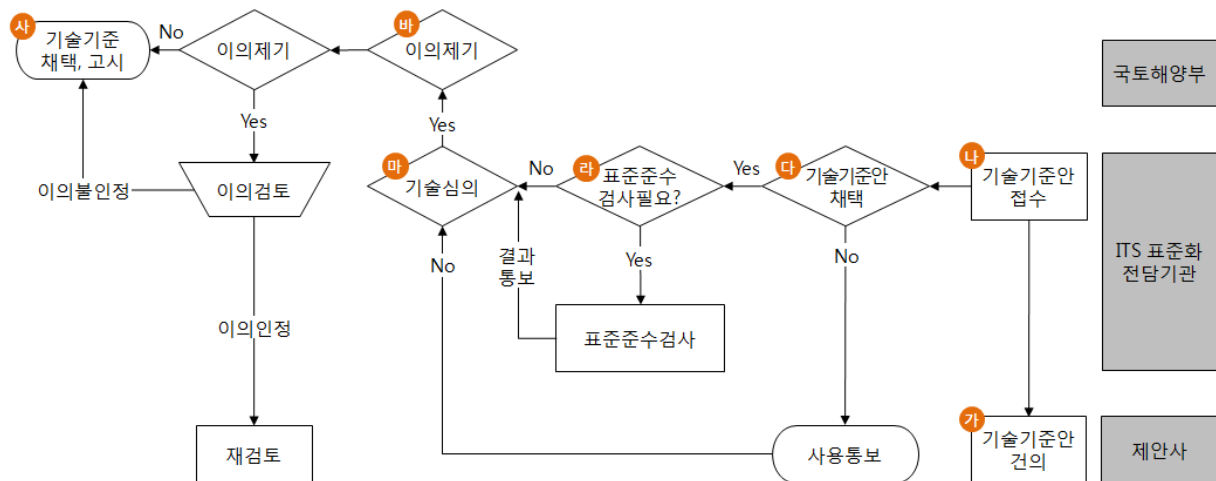 사
기술기준
채택, 고시
No
이의제기
바
이의제기
국토해양부
Yes
Yes
이의불인정
이의검토
마
기술심의
No
라
표준준수
검사필요?
Yes
다
기술기준안
채택
나
기술기준안
접수
ITS 표준화
전담기관
결과
통보
No
Yes
No
이의인정
표준준수검사
재검토
사용통보
가
기술기준안
건의
제안사